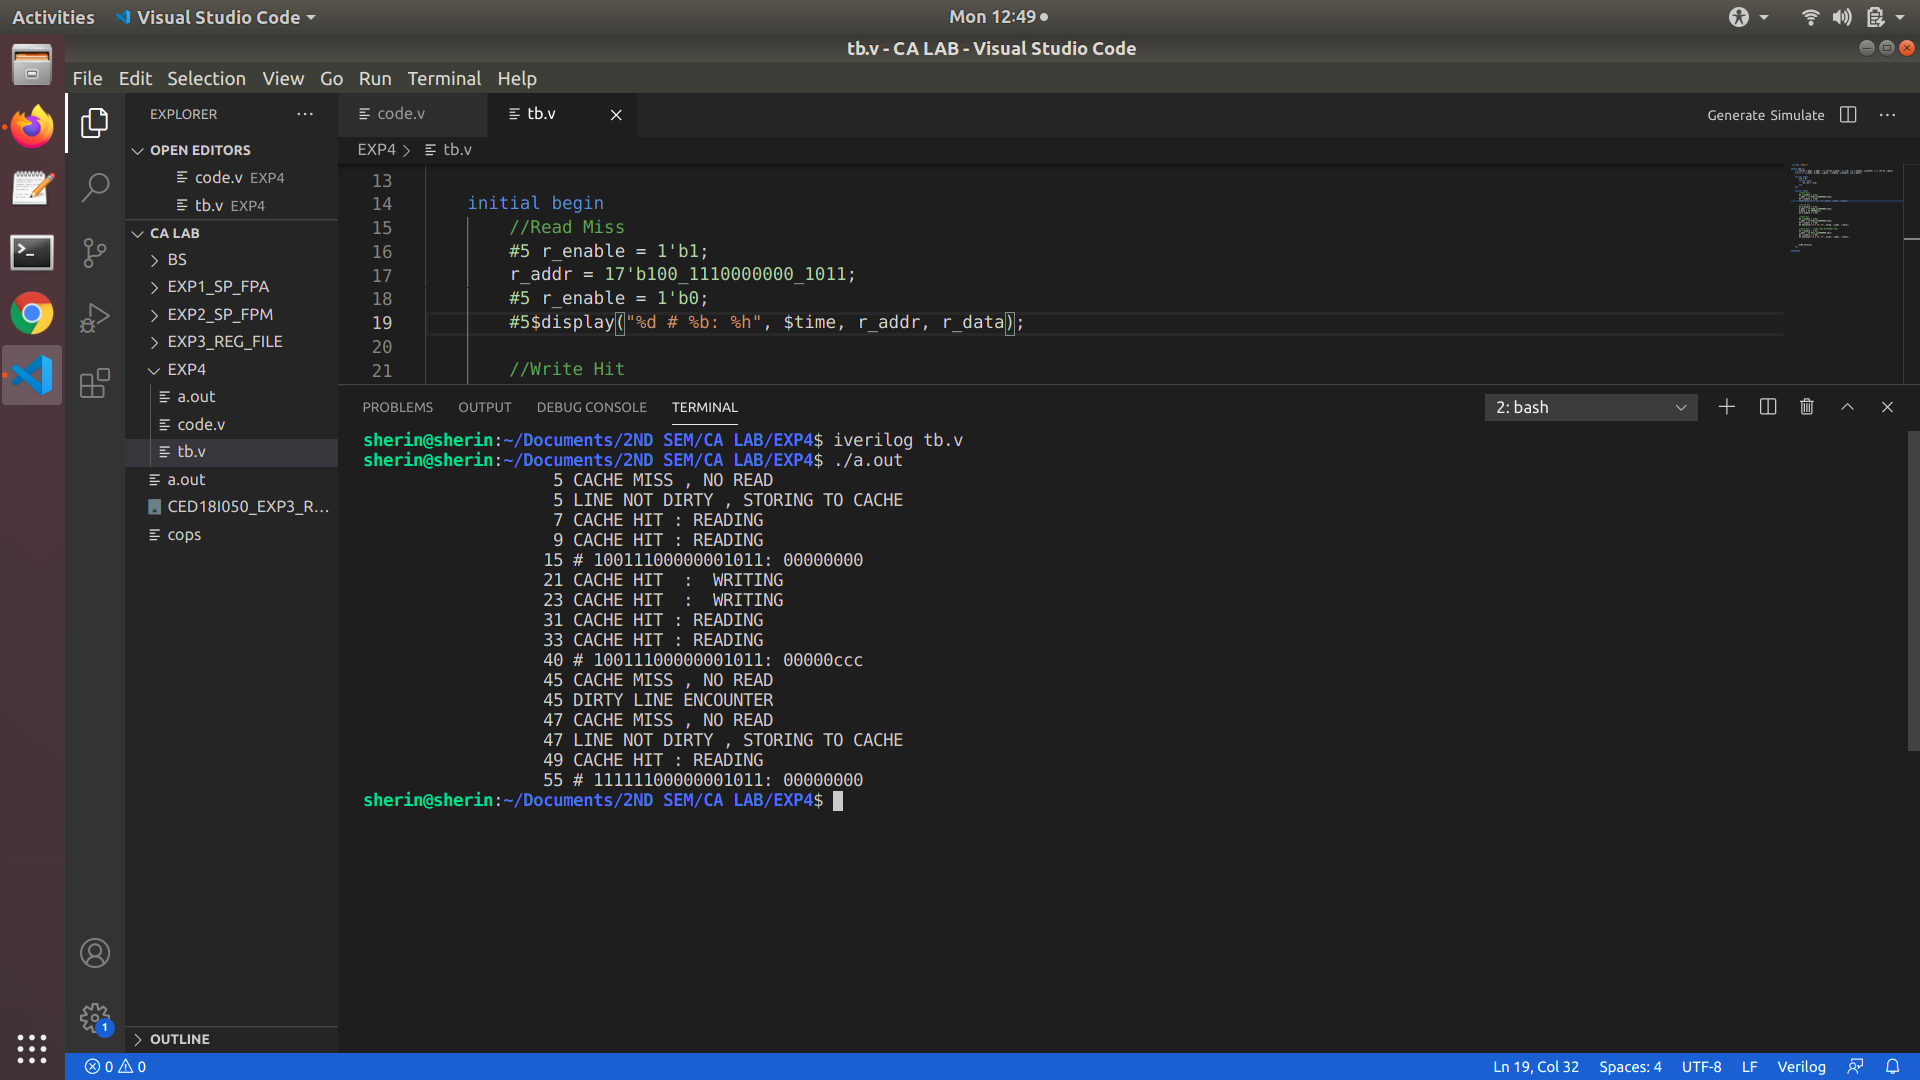 Activities
Visual Studio Code
Mon 12:49
tb.v - CA LAB - Visual Studio Code
File Edit Selection View Go Run Terminal Help
EXPLORER
OPEN EDITORS
code.v EXP4
tb.v EXP4
CA LAB
BS
EXP1_SP_FPA
EXP2_SP_FPM
EXP3_REG_FILE
EXP4
a.out
code.v
tb.v
a.out
CED18I050_EXP3_R...
cops
OUTLINE
1
code.v
tb.v
Generate Simulate
EXP4 > tb.v
13
14 initial begin
15 //Read Miss
16 #5 r_enable = 1'b1;
17 r_addr = 17'b100_1110000000_1011;
18 #5 r_enable = 1'b0;
19 #5$display("%d # %b: %h", $time, r_addr, r_data);
20
21 //Write Hit
PROBLEMS OUTPUT DEBUG CONSOLE TERMINAL
2: bash
sherin@sherin:~/Documents/2ND SEM/CA LAB/EXP4$ iverilog tb.v
sherin@sherin:~/Documents/2ND SEM/CA LAB/EXP4$ ./a.out
5 CACHE MISS , NO READ
5 LINE NOT DIRTY , STORING TO CACHE
7 CACHE HIT : READING
9 CACHE HIT : READING
15 # 10011100000001011: 00000000
21 CACHE HIT  :  WRITING
23 CACHE HIT  :  WRITING
31 CACHE HIT : READING
33 CACHE HIT : READING
40 # 10011100000001011: 00000ccc
45 CACHE MISS , NO READ
45 DIRTY LINE ENCOUNTER
47 CACHE MISS , NO READ
47 LINE NOT DIRTY , STORING TO CACHE
49 CACHE HIT : READING
55 # 11111100000001011: 00000000
sherin@sherin:~/Documents/2ND SEM/CA LAB/EXP4$
0 0
Ln 19, Col 32
Spaces: 4
UTF-8
LF
Verilog